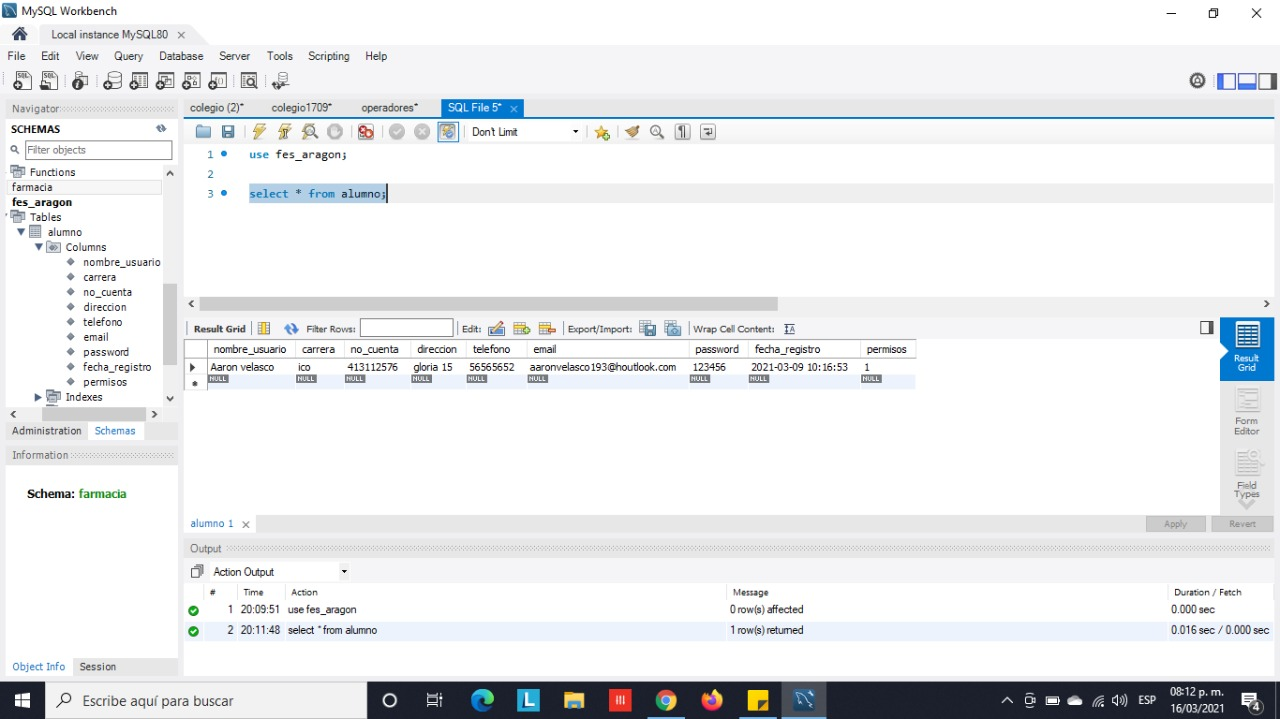 MySQL Workbench
Local instance MySQL80
File Edit View Query Database Server Tools Scripting Help
Navigator
SCHEMAS
Filter objects
Functions
farmacia
fes_aragon
Tables
alumno
Columns
nombre_usuario
carrera
no_cuenta
direccion
telefono
email
password
fecha_registro
permisos
Indexes
Administration Schemas
Information
Schema: farmacia
Object Info Session
colegio (2)* colegio1709* operadores* SQL File 5*
Don't Limit
1 use fes_aragon;
2
3 select * from alumno;
Result Grid Filter Rows: Edit: Export/Import: Wrap Cell Content:
nombre_usuario carrera no_cuenta direccion telefono email password fecha_registro permisos
Aaron velasco ico 413112576 gloria 15 56565652 aaronvelasco193@houtlook.com 123456 2021-03-09 10:16:53 1
NULL NULL NULL NULL NULL NULL NULL NULL NULL
Result
Grid
Form
Editor
Field
Types
alumno 1
Apply Revert
Output
Action Output
# Time Action Message Duration / Fetch
1 20:09:51 use fes_aragon 0 row(s) affected 0.000 sec
2 20:11:48 select * from alumno 1 row(s) returned 0.016 sec / 0.000 sec
Escribe aquí para buscar
ESP
08:12 p. m.
16/03/2021
4